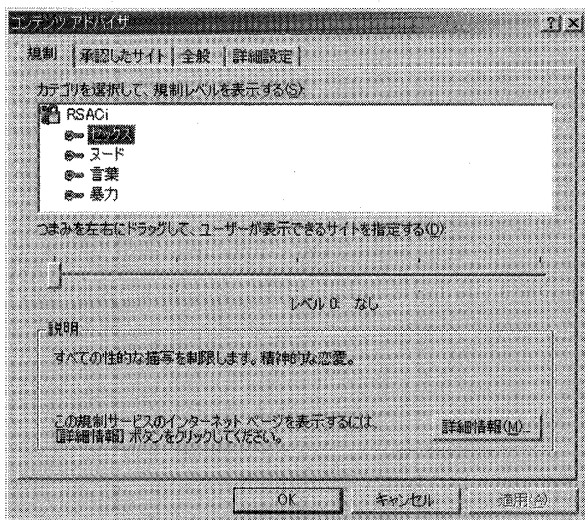 コンテンツ アドバイザ
規制 承認したサイト 全般 詳細設定
カテゴリを選択して、規制レベルを表示する(S):
RSACi
セックス
ヌード
言葉
暴力
つまみを左右にドラッグして、ユーザーが表示できるサイトを指定する(D):
レベル 0: なし
説明
すべての性的な描写を制限します。精神的な恋愛。
この規制サービスのインターネット ページを表示するには、
[詳細情報] ボタンをクリックしてください。
詳細情報(M)...
OK キャンセル 適用(A)